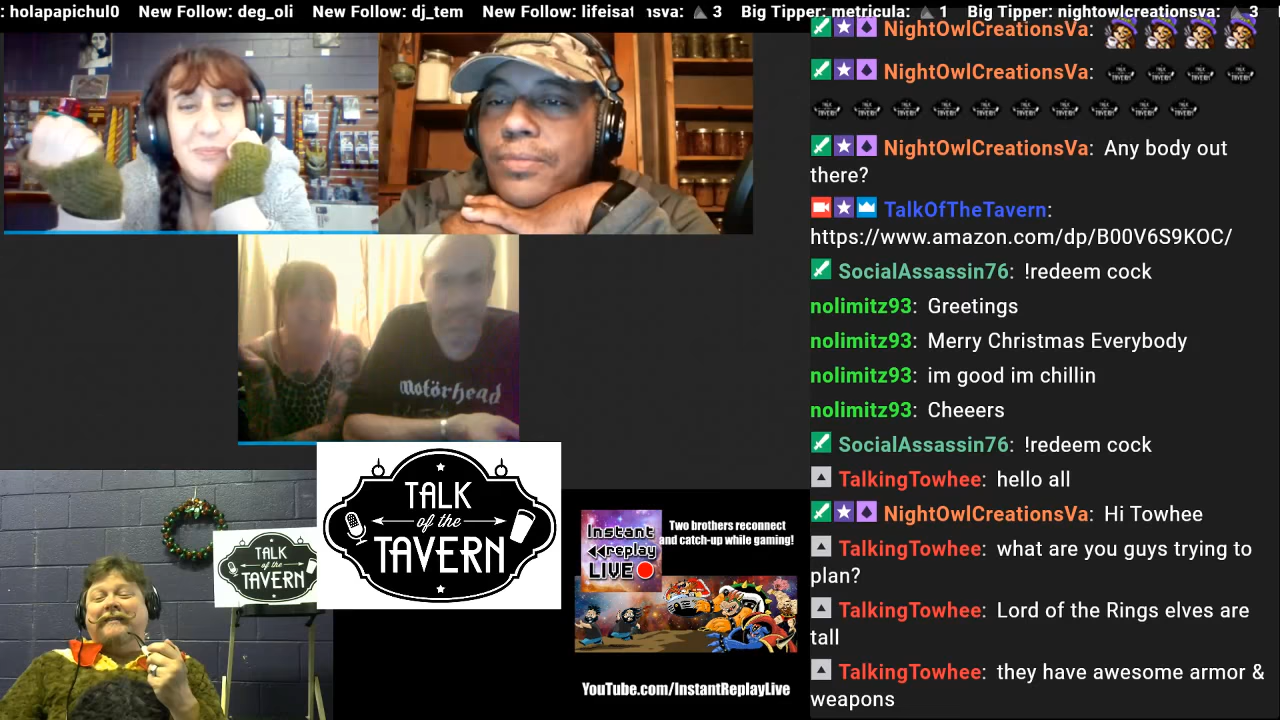 : holapapichul0 New Follow: deg_oli New Follow: dj_tem New Follow: lifeisat nsva: 3 Big Tipper: metricula: 1 Big Tipper: nightowlcreationsva: 3
NightOwlCreationsVa:
NightOwlCreationsVa:
NightOwlCreationsVa: Any body out
there?
TalkOfTheTavern:
https://www.amazon.com/dp/B00V6S9KOC/
SocialAssassin76: !redeem cock
nolimitz93: Greetings
nolimitz93: Merry Christmas Everybody
nolimitz93: im good im chillin
nolimitz93: Cheeers
SocialAssassin76: !redeem cock
TalkingTowhee: hello all
NightOwlCreationsVa: Hi Towhee
TalkingTowhee: what are you guys trying to
plan?
TalkingTowhee: Lord of the Rings elves are
tall
TalkingTowhee: they have awesome armor &
weapons
motörhead
TALK
of the
TAVERN
TALK
of the
TAVERN
Instant
replay
LIVE
Two brothers reconnect
and catch-up while gaming!
YouTube.com/InstantReplayLive